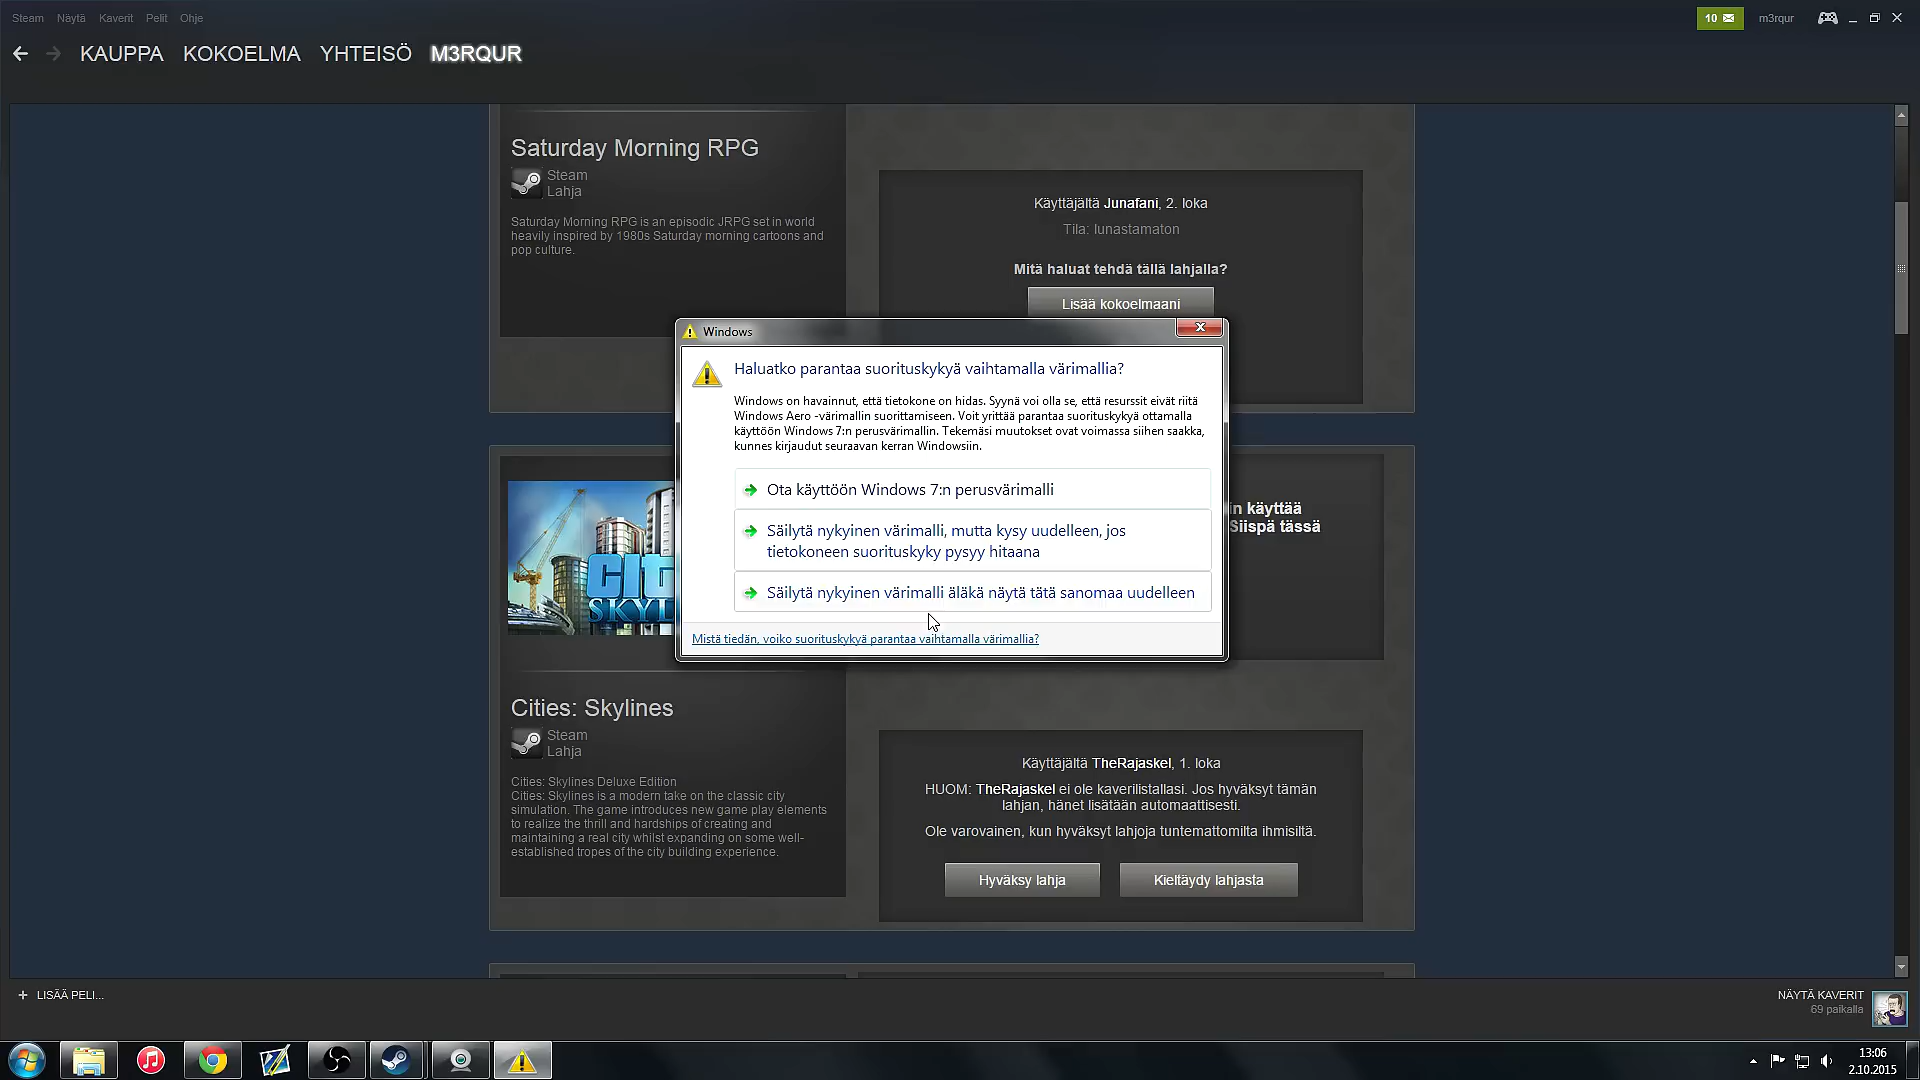 Steam Näytä Kaverit Pelit Ohje
10
m3rqur
KAUPPA KOKOELMA YHTEISÖ M3RQUR
Saturday Morning RPG
Steam
Lahja
Saturday Morning RPG is an episodic JRPG set in world
heavily inspired by 1980s Saturday morning cartoons and
pop culture.
Käyttäjältä Junafani, 2. loka
Tila: lunastamaton
Mitä haluat tehdä tällä lahjalla?
Lisää kokoelmaani
Windows
Haluatko parantaa suorituskykyä vaihtamalla värimallia?
Windows on havainnut, että tietokone on hidas. Syynä voi olla se, että resurssit eivät riitä
Windows Aero -värimallin suorittamiseen. Voit yrittää parantaa suorituskykyä ottamalla
käyttöön Windows 7:n perusvärimallin. Tekemäsi muutokset ovat voimassa siihen saakka,
kunnes kirjaudut seuraavan kerran Windowsiin.
Ota käyttöön Windows 7:n perusvärimalli
Säilytä nykyinen värimalli, mutta kysy uudelleen, jos
tietokoneen suorituskyky pysyy hitaana
Säilytä nykyinen värimalli äläkä näytä tätä sanomaa uudelleen
Mistä tiedän, voiko suorituskykyä parantaa vaihtamalla värimallia?
in käyttää
Siispä tässä
CIT
SKYL
Cities: Skylines
Steam
Lahja
Cities: Skylines Deluxe Edition
Cities: Skylines is a modern take on the classic city
simulation. The game introduces new game play elements
to realize the thrill and hardships of creating and
maintaining a real city whilst expanding on some well-
established tropes of the city building experience.
Käyttäjältä TheRajaskel, 1. loka
HUOM: TheRajaskel ei ole kaverilistallasi. Jos hyväksyt tämän
lahjan, hänet lisätään automaattisesti.
Ole varovainen, kun hyväksyt lahjoja tuntemattomilta ihmisiltä.
Hyväksy lahja
Kieltäydy lahjasta
LISÄÄ PELI...
NÄYTÄ KAVERIT
69 paikalla
13:06
2.10.2015